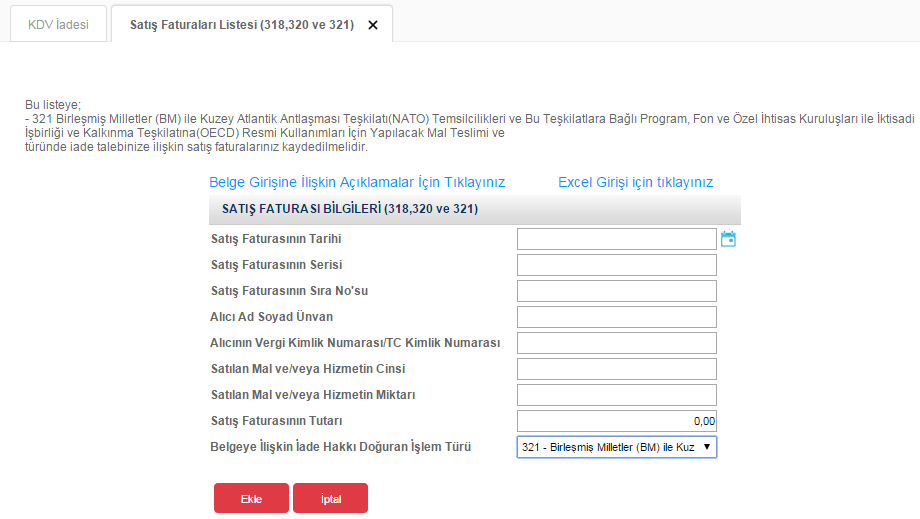 KDV İadesi
Satış Faturaları Listesi (318,320 ve 321)
Bu listeye;
- 321 Birleşmiş Milletler (BM) ile Kuzey Atlantik Antlaşması Teşkilatı(NATO) Temsilcilikleri ve Bu Teşkilatlara Bağlı Program, Fon ve Özel İhtisas Kuruluşları ile İktisadi
İşbirliği ve Kalkınma Teşkilatına(OECD) Resmi Kullanımları İçin Yapılacak Mal Teslimi ve
türünde iade talebinize ilişkin satış faturalarınız kaydedilmelidir.
Belge Girişine İlişkin Açıklamalar İçin Tıklayınız Excel Girişi için tıklayınız
SATIŞ FATURASI BİLGİLERİ (318,320 ve 321)
Satış Faturasının Tarihi
Satış Faturasının Serisi
Satış Faturasının Sıra No'su
Alıcı Ad Soyad Ünvan
Alıcının Vergi Kimlik Numarası/TC Kimlik Numarası
Satılan Mal ve/veya Hizmetin Cinsi
Satılan Mal ve/veya Hizmetin Miktarı
Satış Faturasının Tutarı 0,00
Belgeye İlişkin İade Hakkı Doğuran İşlem Türü 321 - Birleşmiş Milletler (BM) ile Kuz
Ekle İptal